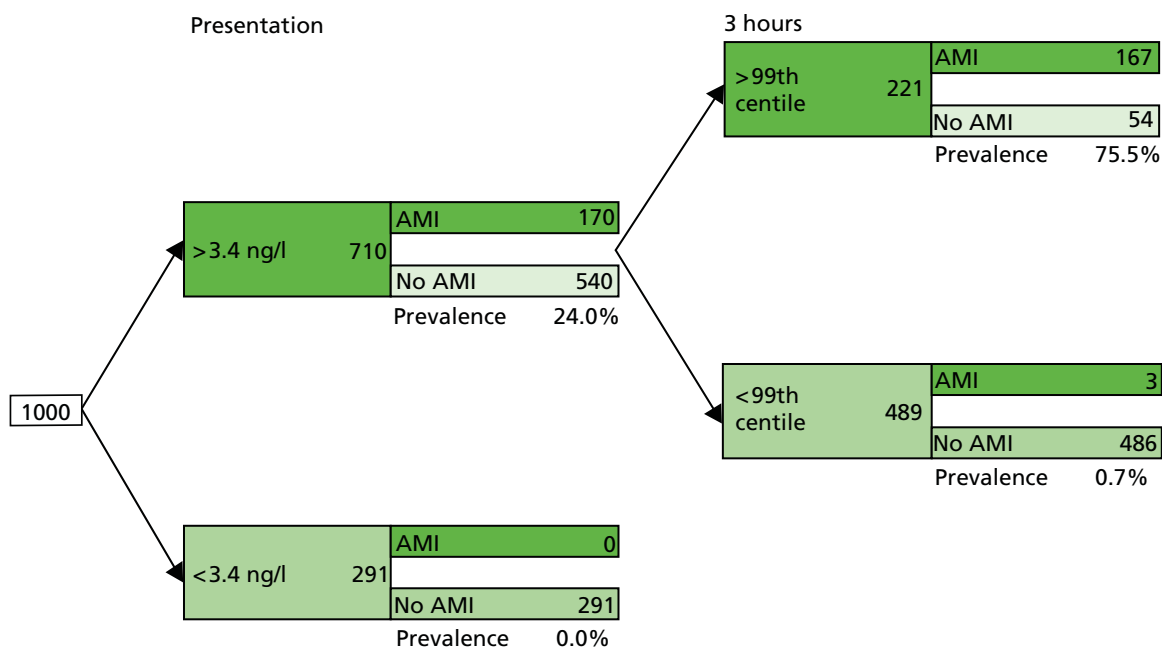 Presentation
3 hours
>99th
centile
221
AMI 167
No AMI 54
Prevalence 75.5%
>3.4 ng/l 710
AMI 170
No AMI 540
Prevalence 24.0%
1000
<99th
centile
489
AMI 3
No AMI 486
Prevalence 0.7%
<3.4 ng/l 291
AMI 0
No AMI 291
Prevalence 0.0%